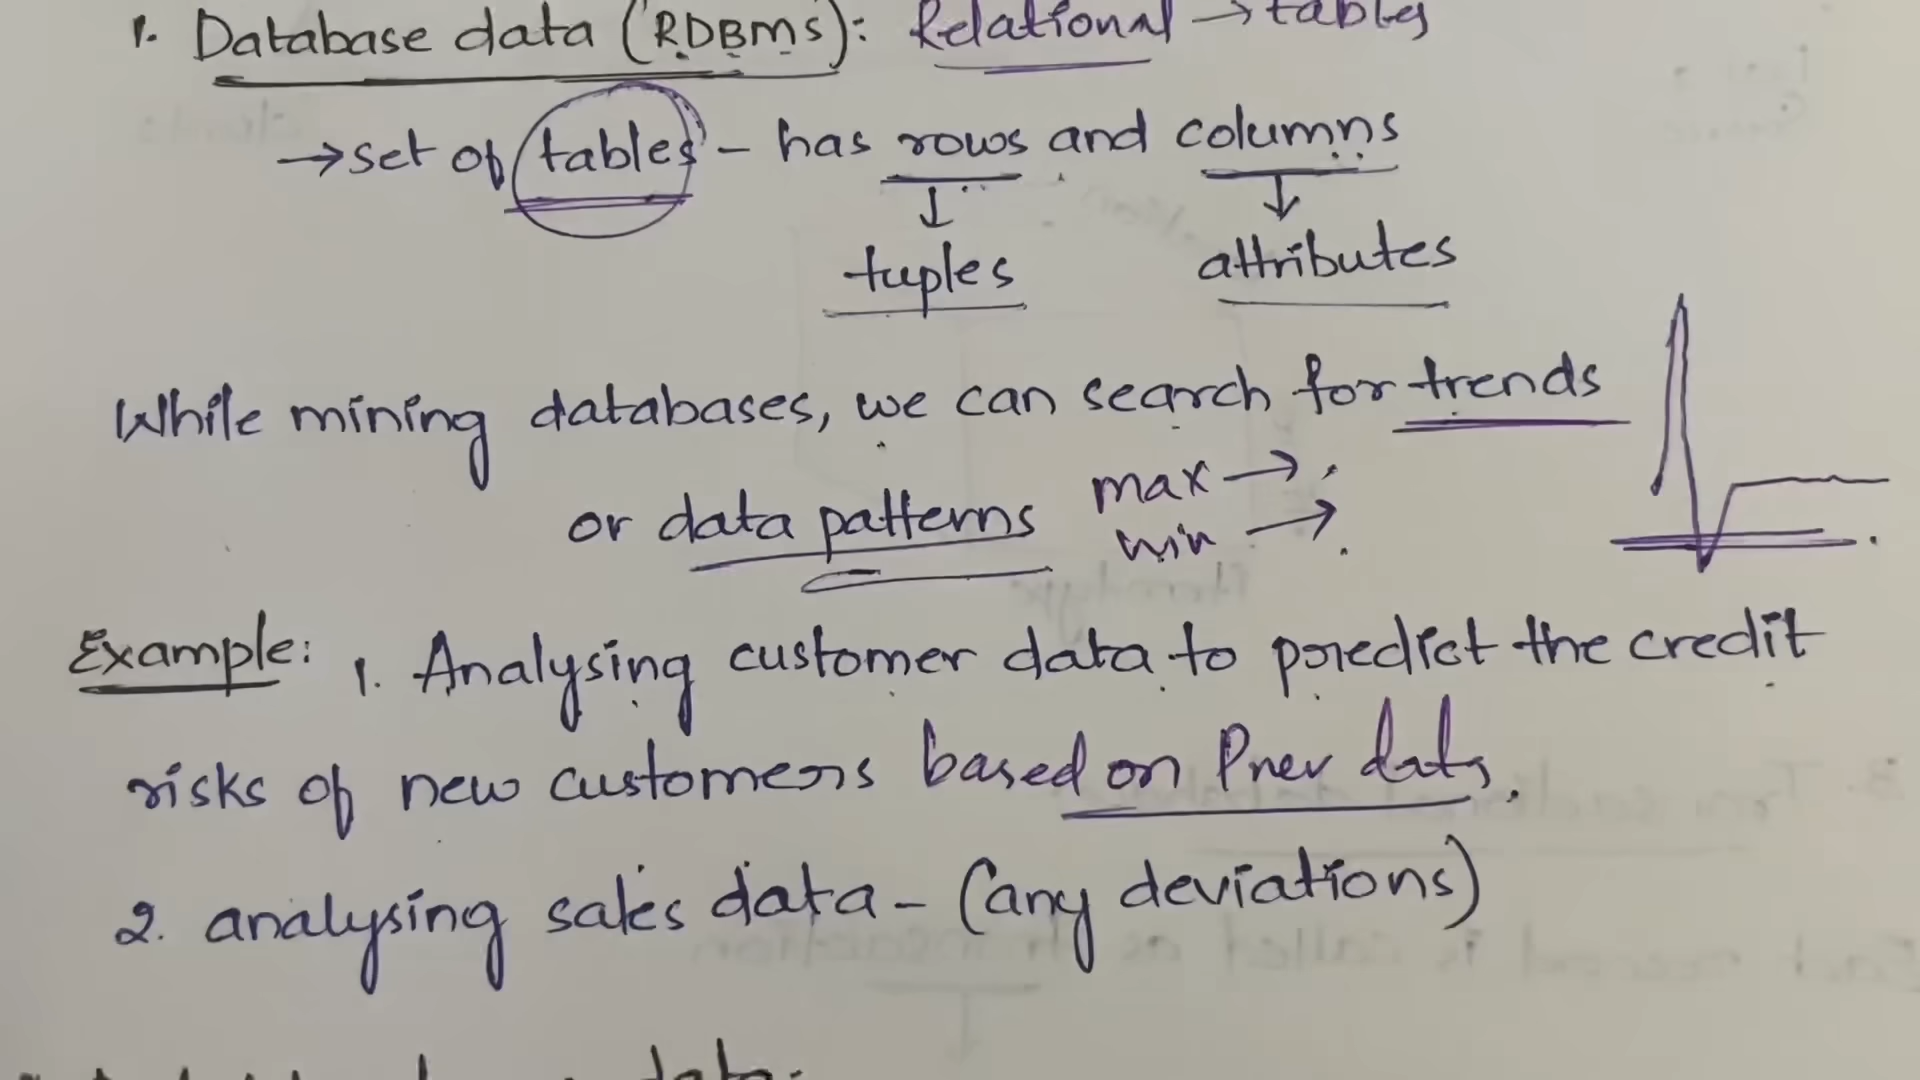 1. Database data (RDBMS): Relational → tables
→ set of tables - has rows and columns
↓ ↓
tuples attributes
While mining databases, we can search for trends
or data patterns
max →
min →
Example: 1. Analysing customer data to predict the credit
risks of new customers based on Prev data.
2. analysing sales data - (any deviations)
data: